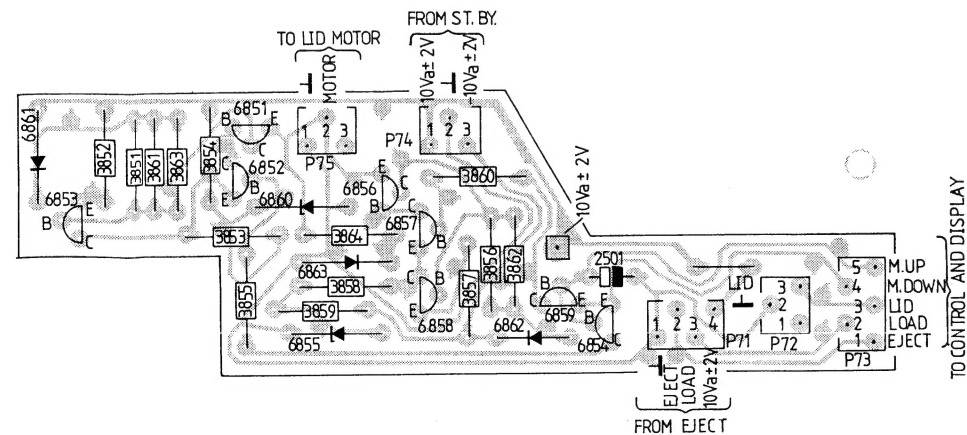 FROM ST. BY.
TO LID MOTOR
MOTOR
10Va± 2V
10Va± 2V
6861
3852
3851
3861
3863
3854
6851
B E
C
1 2 3
P75
P74
1 2 3
6852
C
B
E
6860
6856
E
C
B
3860
10Va± 2V
6853
E
B
C
3853
3864
6857
E
B
C
6863
3858
3855
3859
6855
C
B
E
6858
3857
3856
3862
2501
C
B E
6859
6862
E
B
C
6854
LID
1 2 3 4
P71
3
2
1
P72
5 M.UP
4 M.DOWN
3 LID
2 LOAD
1 EJECT
P73
TO CONTROL AND DISPLAY
EJECT
LOAD
10Va±2V
FROM EJECT